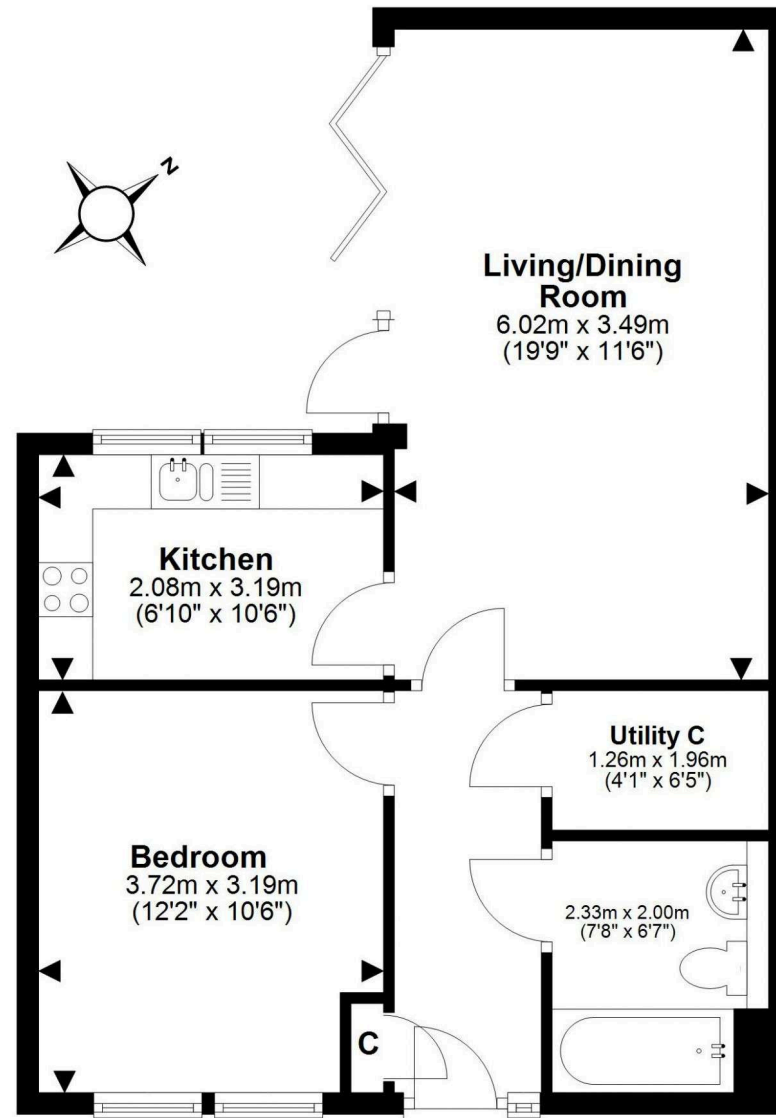 N
Living/Dining
Room
6.02m x 3.49m
(19'9" x 11'6")
Kitchen
2.08m x 3.19m
(6'10" x 10'6")
Utility C
1.26m x 1.96m
(4'1" x 6'5")
Bedroom
3.72m x 3.19m
(12'2" x 10'6")
2.33m x 2.00m
(7'8" x 6'7")
C